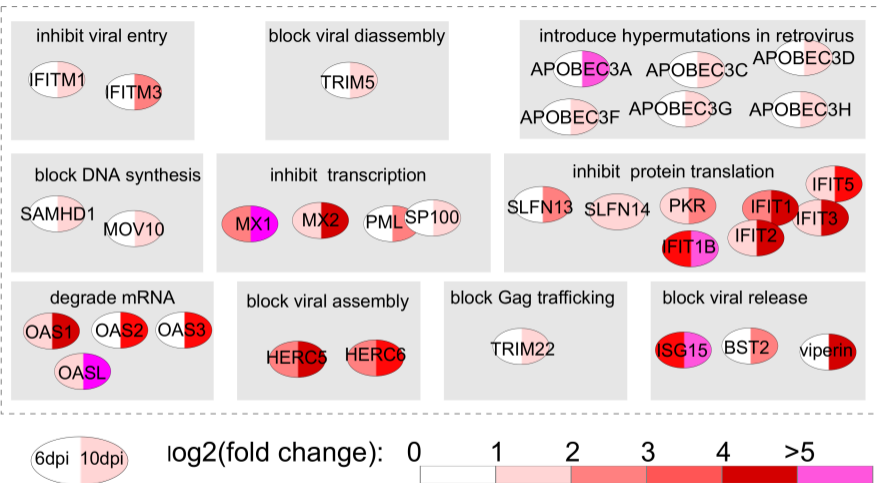 inhibit viral entry
IFITM1
IFITM3
block viral diassembly
TRIM5
introduce hypermutations in retrovirus
APOBEC3A
APOBEC3C
APOBEC3D
APOBEC3F
APOBEC3G
APOBEC3H
block DNA synthesis
SAMHD1
MOV10
inhibit transcription
MX1
MX2
PML
SP100
inhibit protein translation
SLFN13
SLFN14
PKR
IFIT1
IFIT5
IFIT3
IFIT2
IFIT1B
degrade mRNA
OAS1
OAS2
OAS3
OASL
block viral assembly
HERC5
HERC6
block Gag trafficking
TRIM22
block viral release
ISG15
BST2
viperin
6dpi 10dpi
log2(fold change): 0 1 2 3 4 >5